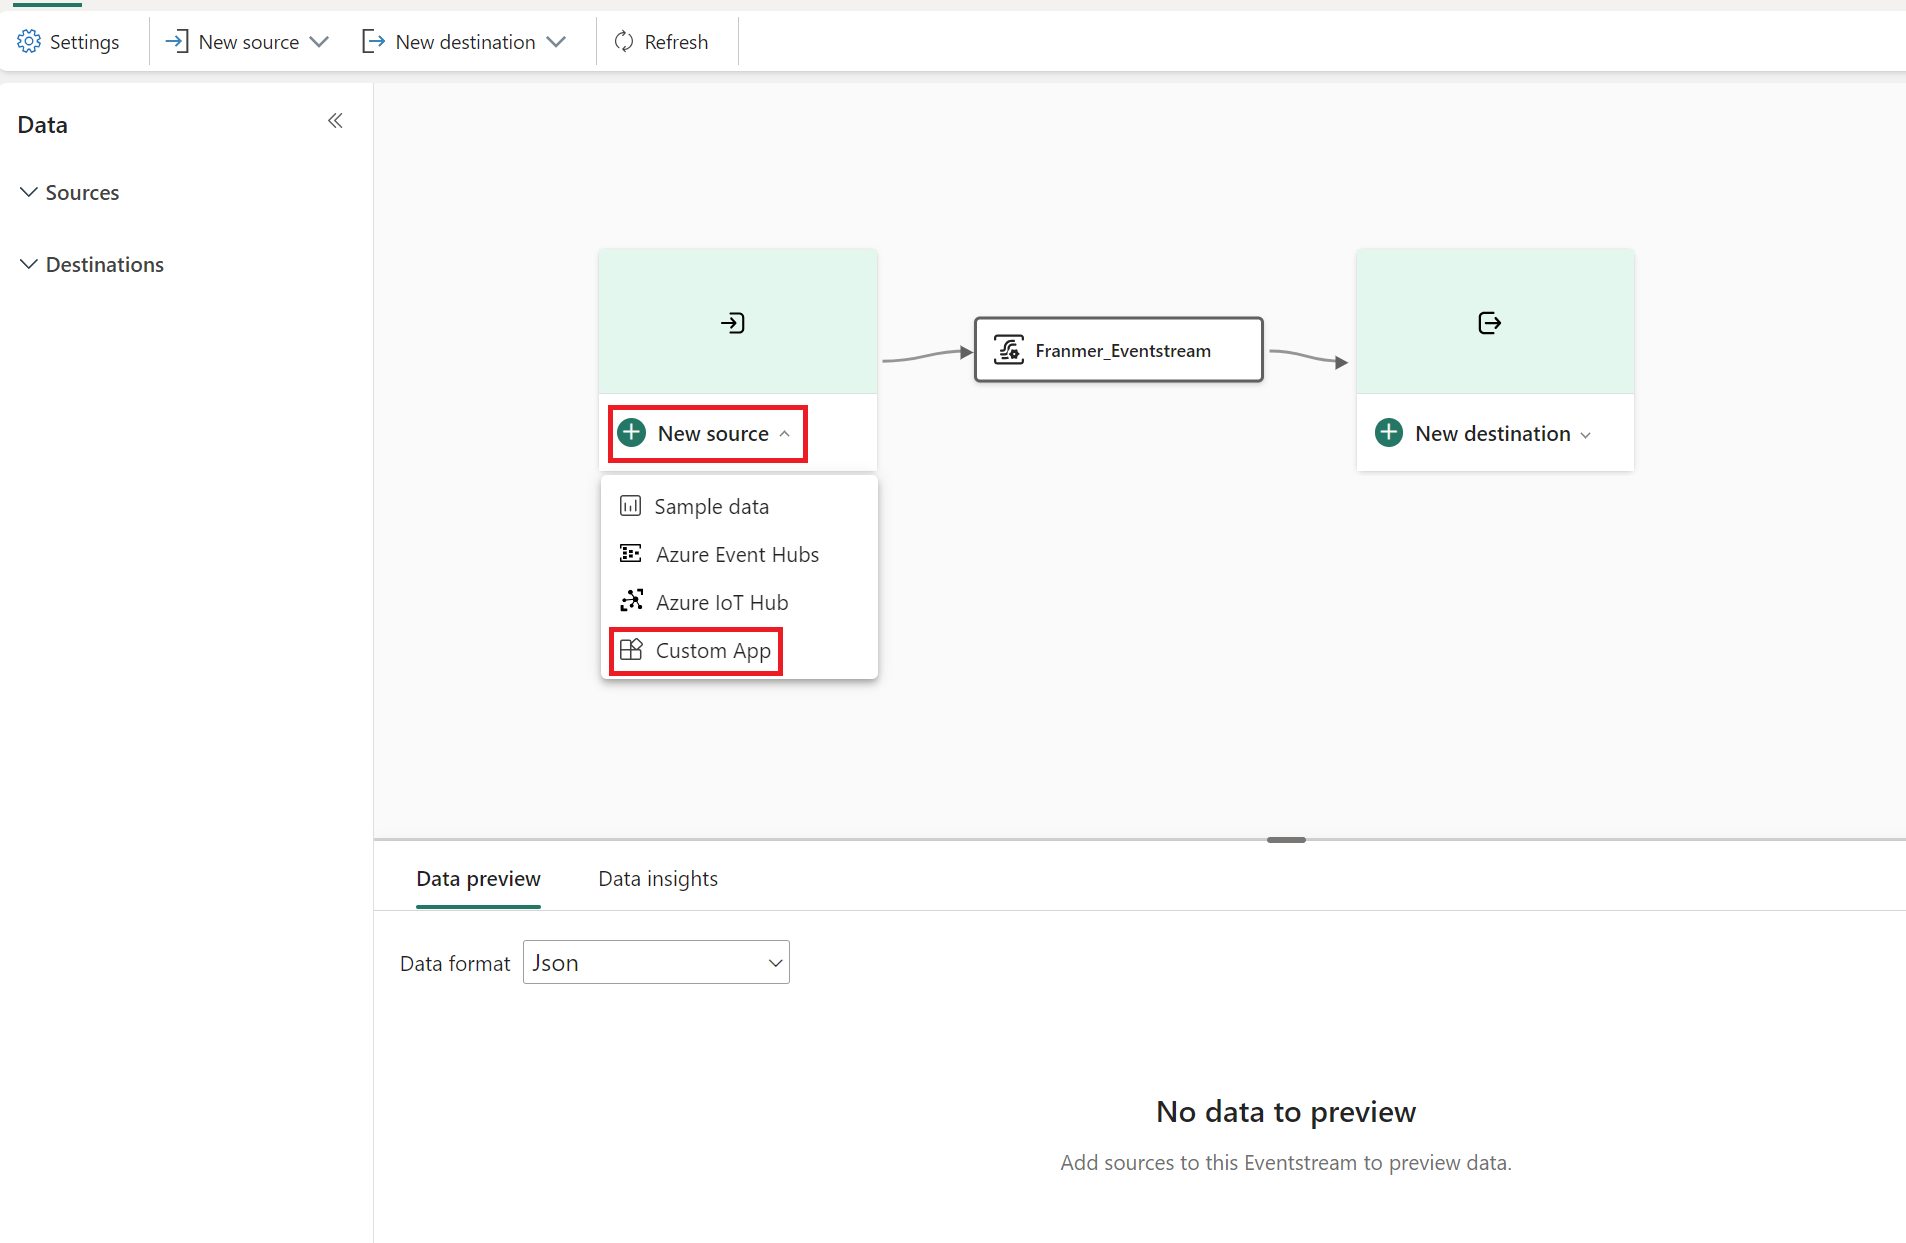 Settings
New source
New destination
Refresh
Data
Sources
Destinations
Franmer_Eventstream
New source
New destination
Sample data
Azure Event Hubs
Azure IoT Hub
Custom App
Data preview
Data insights
Data format
Json
No data to preview
Add sources to this Eventstream to preview data.